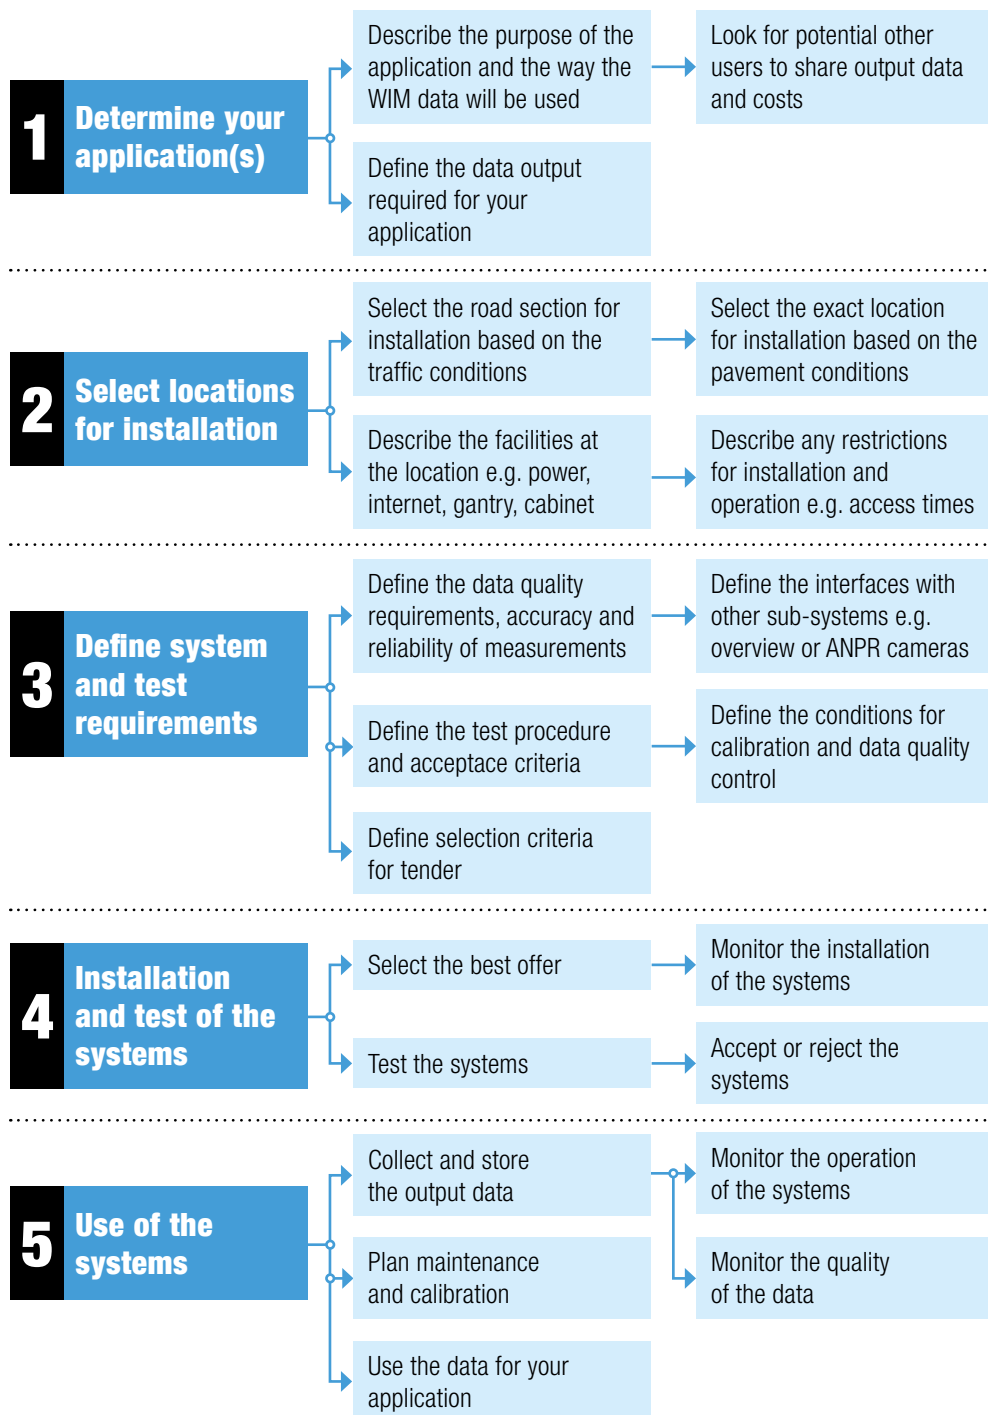 1
Determine your
application(s)
Describe the purpose of the
application and the way the
WIM data will be used
Look for potential other
users to share output data
and costs
Define the data output
required for your
application
2
Select locations
for installation
Select the road section for
installation based on the
traffic conditions
Select the exact location
for installation based on the
pavement conditions
Describe the facilities at
the location e.g. power,
internet, gantry, cabinet
Describe any restrictions
for installation and
operation e.g. access times
3
Define system
and test
requirements
Define the data quality
requirements, accuracy and
reliability of measurements
Define the interfaces with
other sub-systems e.g.
overview or ANPR cameras
Define the test procedure
and acceptace criteria
Define the conditions for
calibration and data quality
control
Define selection criteria
for tender
4
Installation
and test of the
systems
Select the best offer
Monitor the installation
of the systems
Test the systems
Accept or reject the
systems
5
Use of the
systems
Collect and store
the output data
Monitor the operation
of the systems
Plan maintenance
and calibration
Monitor the quality
of the data
Use the data for your
application